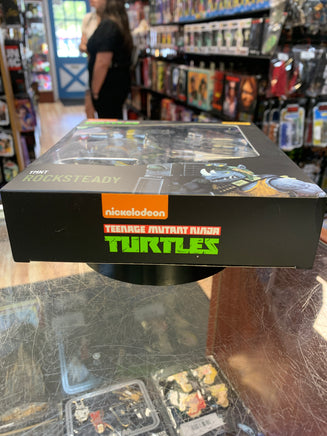 TMNT
ROCKSTEADY
nickelodeon
TEENAGE MUTANT NINJA
TURTLES